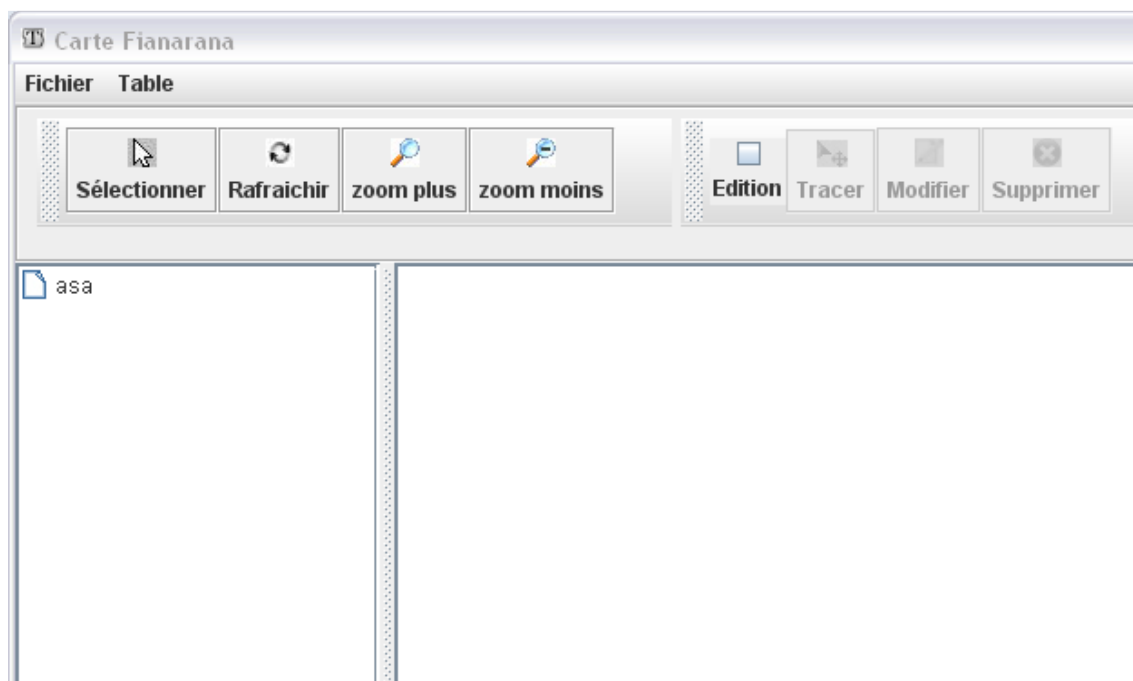 Carte Fianarana
Fichier Table
Sélectionner Rafraichir zoom plus zoom moins Edition Tracer Modifier Supprimer
asa